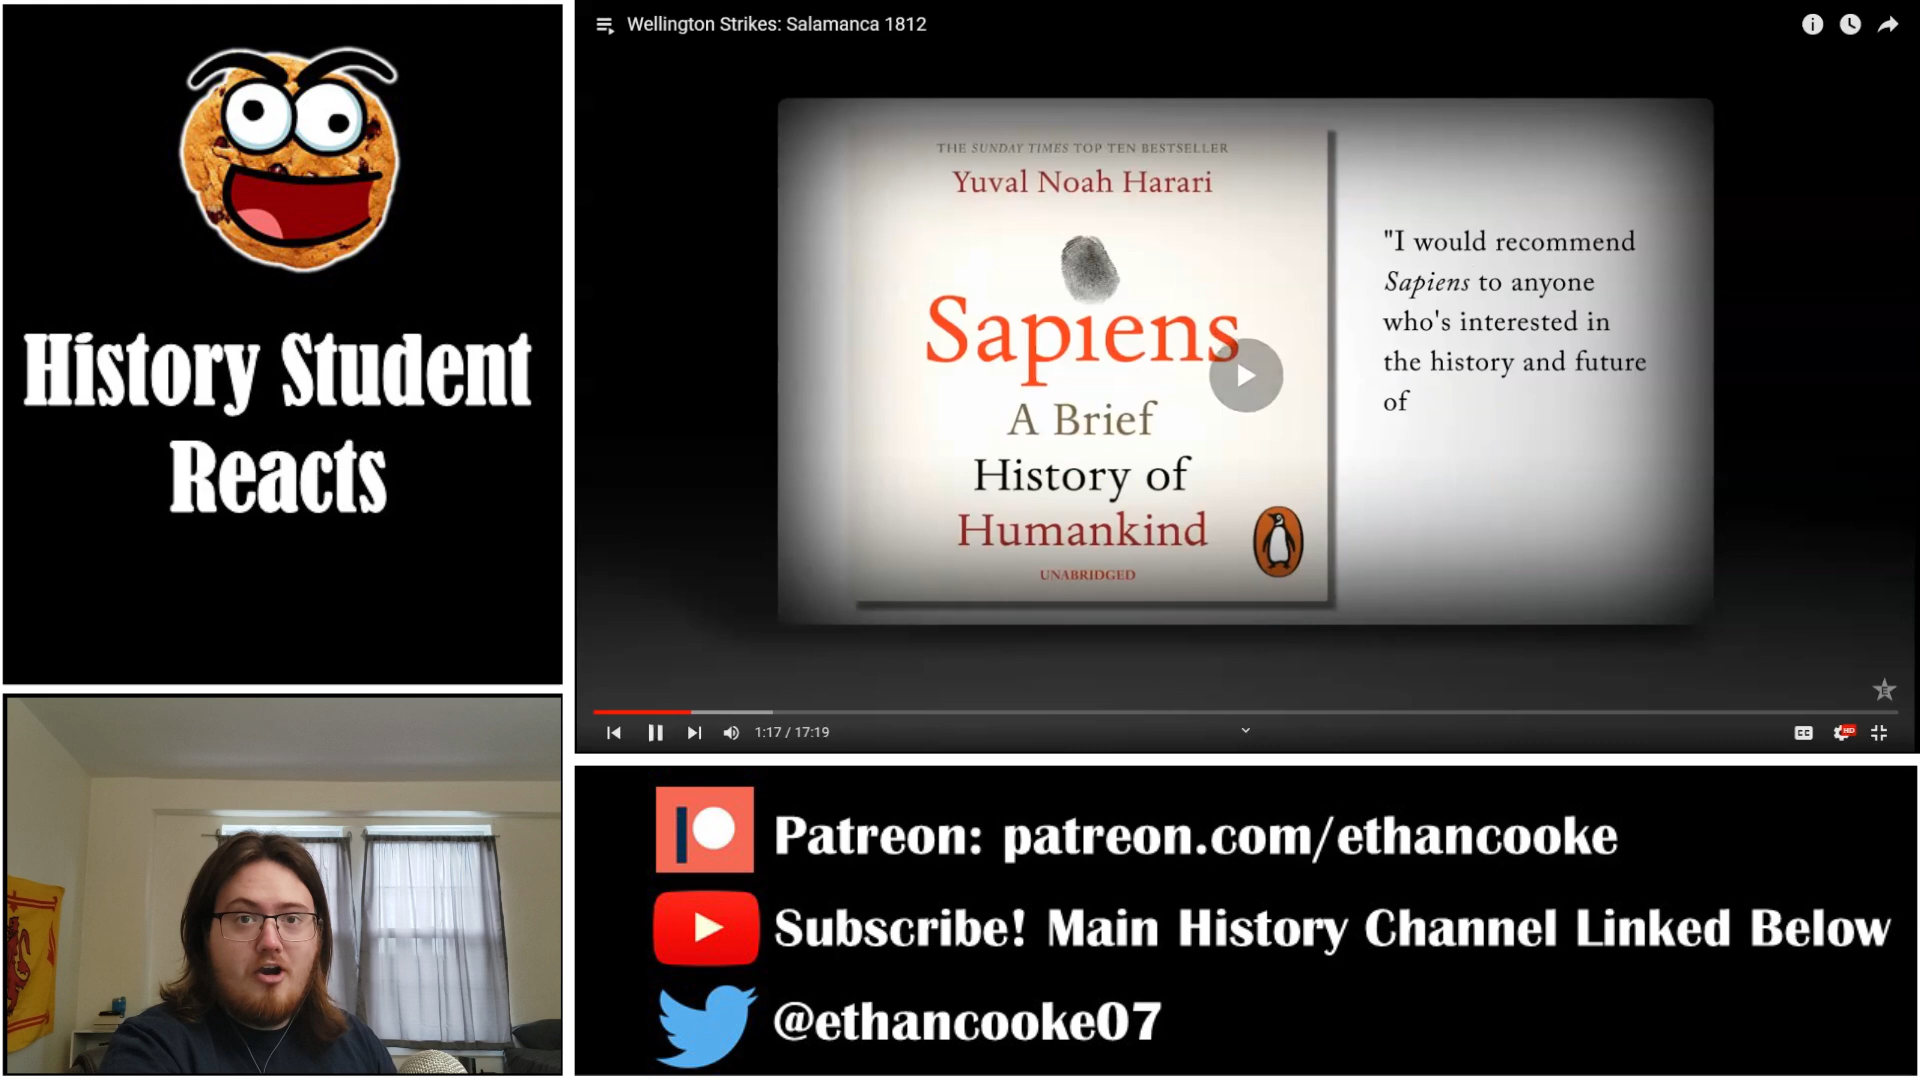 History Student
Reacts
Wellington Strikes: Salamanca 1812
THE SUNDAY TIMES TOP TEN BESTSELLER
Yuval Noah Harari
Sapiens
A Brief
History of
Humankind
UNABRIDGED
"I would recommend
Sapiens to anyone
who's interested in
the history and future
of
1:17 / 17:19
CC
HD
E
Patreon: patreon.com/ethancooke
Subscribe! Main History Channel Linked Below
@ethancooke07